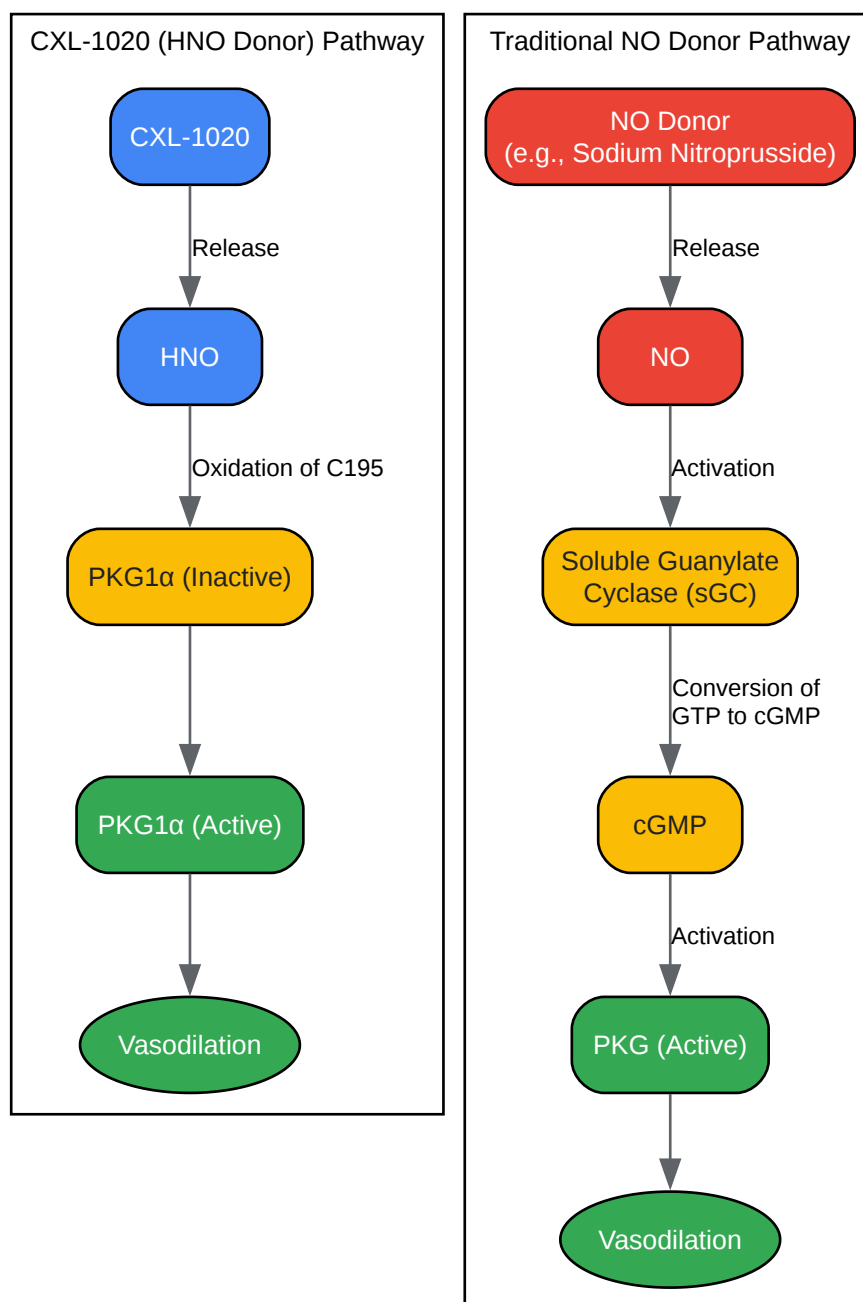 CXL-1020 (HNO Donor) Pathway
CXL-1020
Release
HNO
Oxidation of C195
PKG1α (Inactive)
PKG1α (Active)
Vasodilation
Traditional NO Donor Pathway
NO Donor
(e.g., Sodium Nitroprusside)
Release
NO
Activation
Soluble Guanylate
Cyclase (sGC)
Conversion of
GTP to cGMP
cGMP
Activation
PKG (Active)
Vasodilation